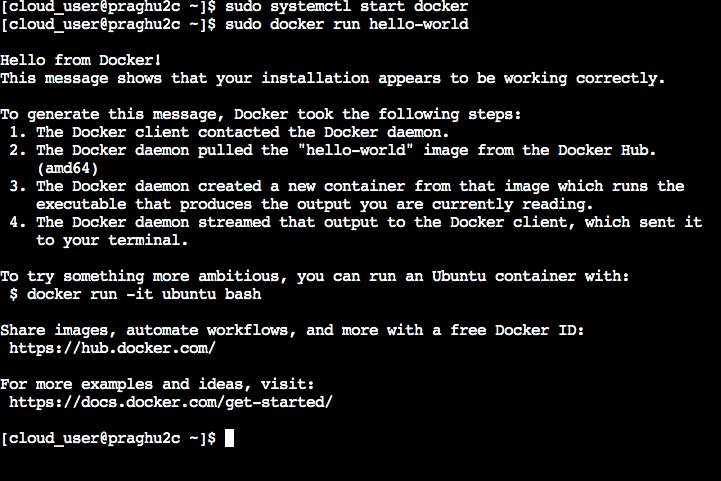 [cloud_user@praghu2c ~]$ sudo systemctl start docker
[cloud_user@praghu2c ~]$ sudo docker run hello-world

Hello from Docker!
This message shows that your installation appears to be working correctly.

To generate this message, Docker took the following steps:
 1. The Docker client contacted the Docker daemon.
 2. The Docker daemon pulled the "hello-world" image from the Docker Hub.
    (amd64)
 3. The Docker daemon created a new container from that image which runs the
    executable that produces the output you are currently reading.
 4. The Docker daemon streamed that output to the Docker client, which sent it
    to your terminal.

To try something more ambitious, you can run an Ubuntu container with:
 $ docker run -it ubuntu bash

Share images, automate workflows, and more with a free Docker ID:
 https://hub.docker.com/

For more examples and ideas, visit:
 https://docs.docker.com/get-started/

[cloud_user@praghu2c ~]$